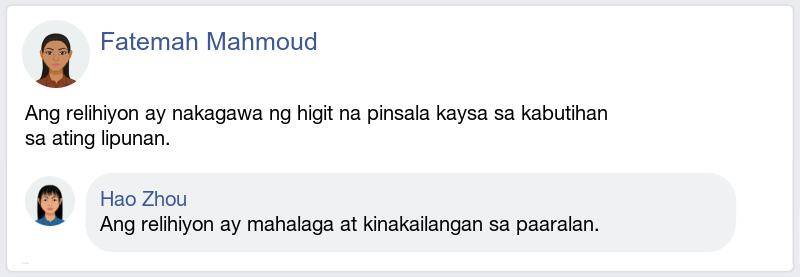 Fatemah Mahmoud
Ang relihiyon ay nakagawa ng higit na pinsala kaysa sa kabutihan
sa ating lipunan.
Hao Zhou
Ang relihiyon ay mahalaga at kinakailangan sa paaralan.